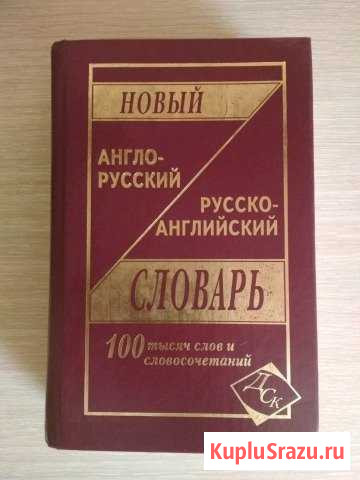 НОВЫЙ
АНГЛО-
РУССКИЙ
РУССКО-
АНГЛИЙСКИЙ
СЛОВАРЬ
100 тысяч слов и
словосочетаний
ДСК
KupluSrazu.ru